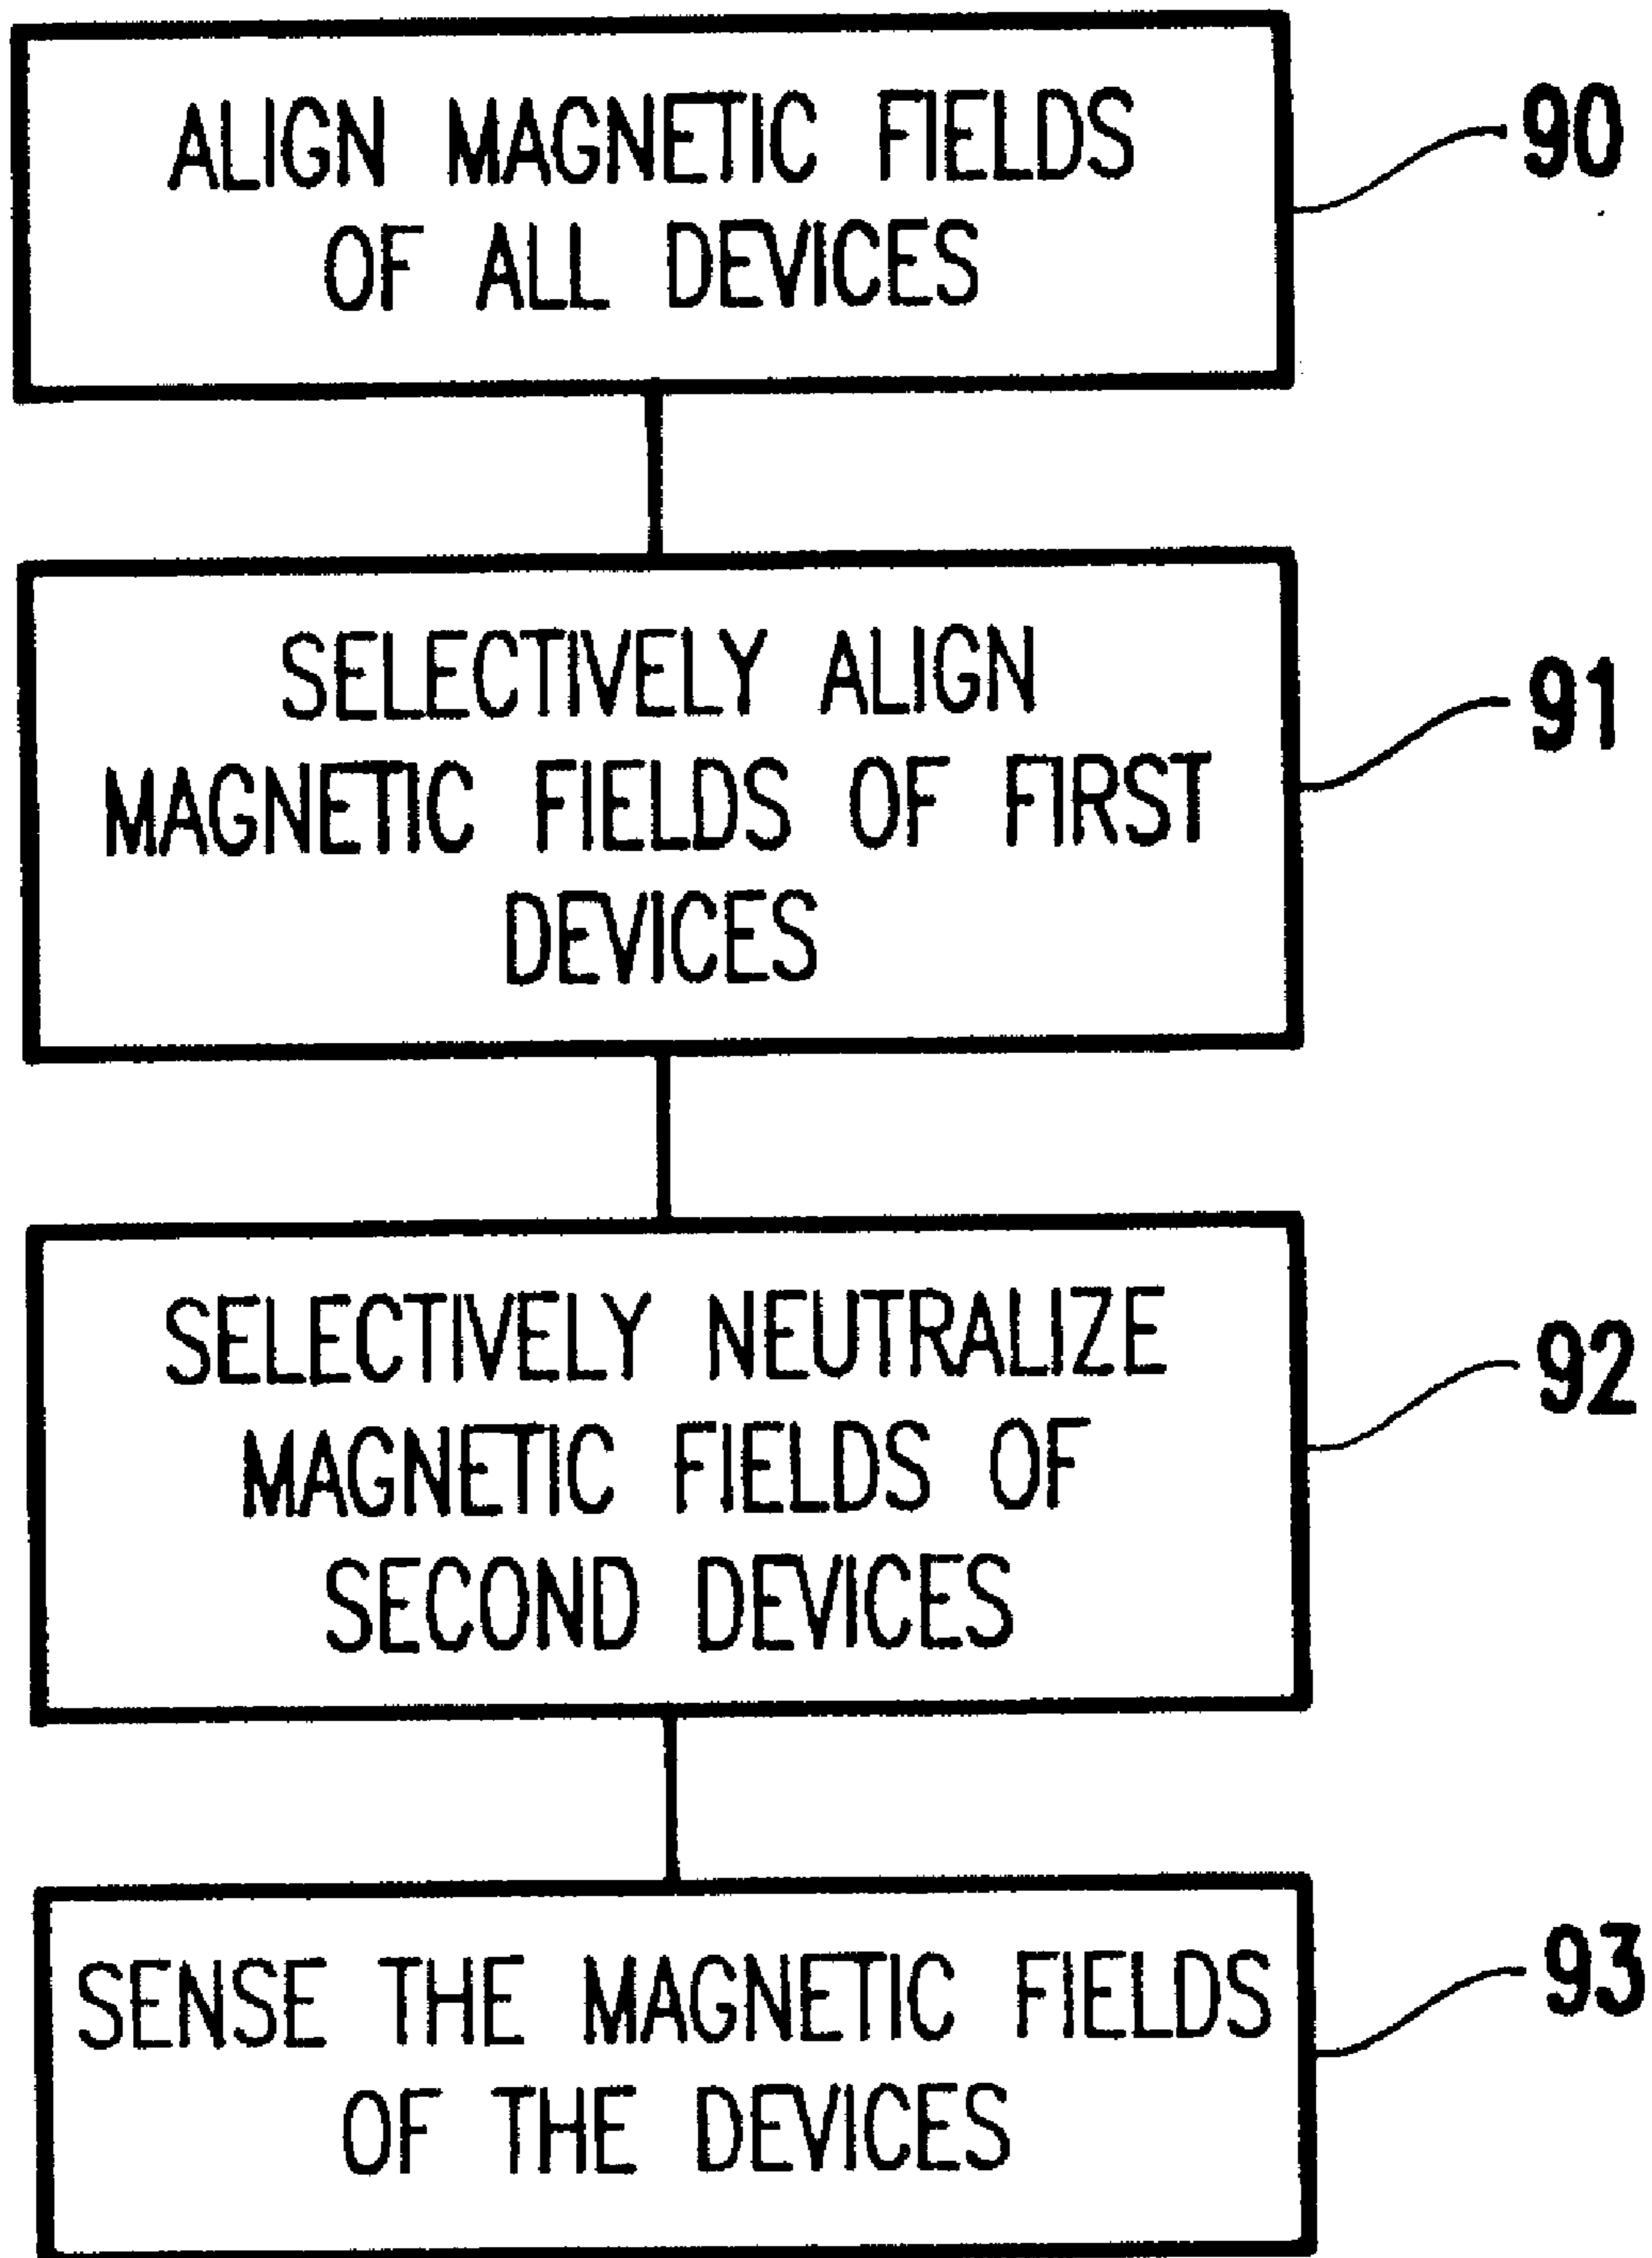 ALIGN MAGNETIC FIELDS
OF ALL DEVICES
90
SELECTIVELY ALIGN
MAGNETIC FIELDS OF FIRST
DEVICES
91
SELECTIVELY NEUTRALIZE
MAGNETIC FIELDS OF
SECOND DEVICES
92
SENSE THE MAGNETIC FIELDS
OF THE DEVICES
93